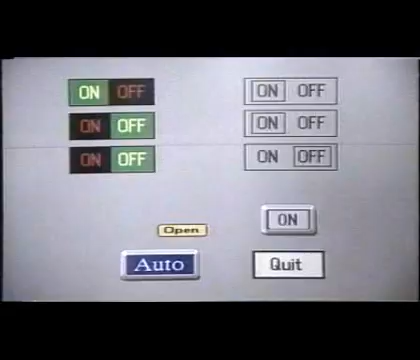 ON OFF ON OFF
ON OFF ON OFF
ON OFF ON OFF
ON
Open
Auto Quit